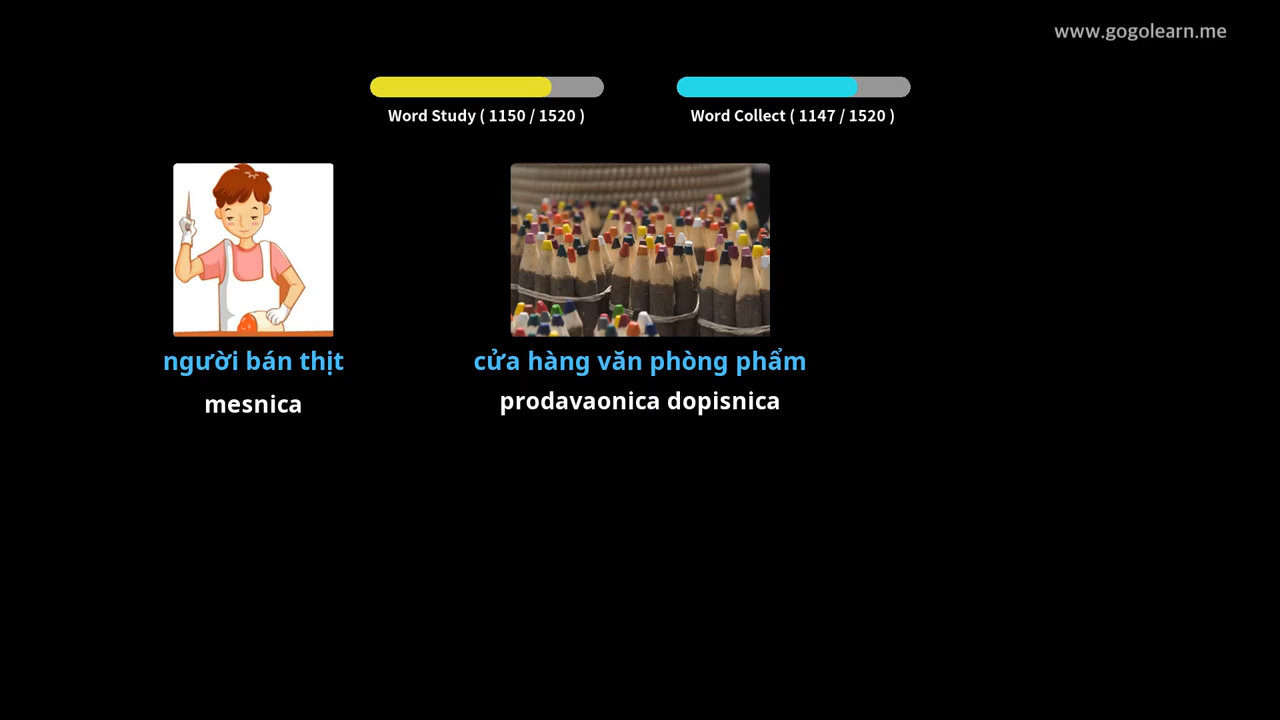 www.gogolearn.me
Word Study ( 1150 / 1520 )
Word Collect ( 1147 / 1520 )
người bán thịt
mesnica
cửa hàng văn phòng phẩm
prodavaonica dopisnica